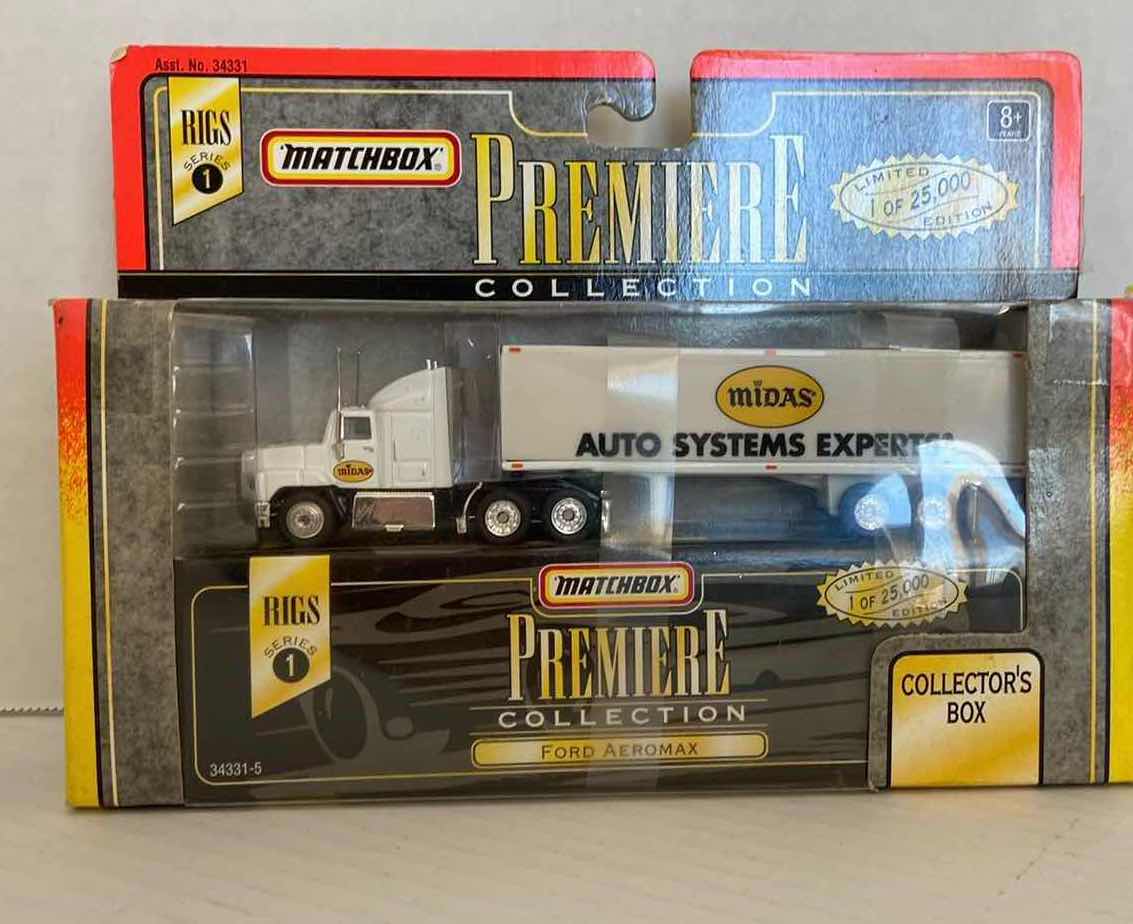 Asst. No. 34331
RIGS
SERIES
1
MATCHBOX®
PREMIERE
COLLECTION
8+
YEARS
LIMITED
1 OF 25,000
EDITION
MIDAS
AUTO SYSTEMS EXPERTS
MIDAS
RIGS
SERIES
1
MATCHBOX®
PREMIERE
COLLECTION
FORD AEROMAX
LIMITED
1 OF 25,000
EDITION
COLLECTOR'S
BOX
34331-5